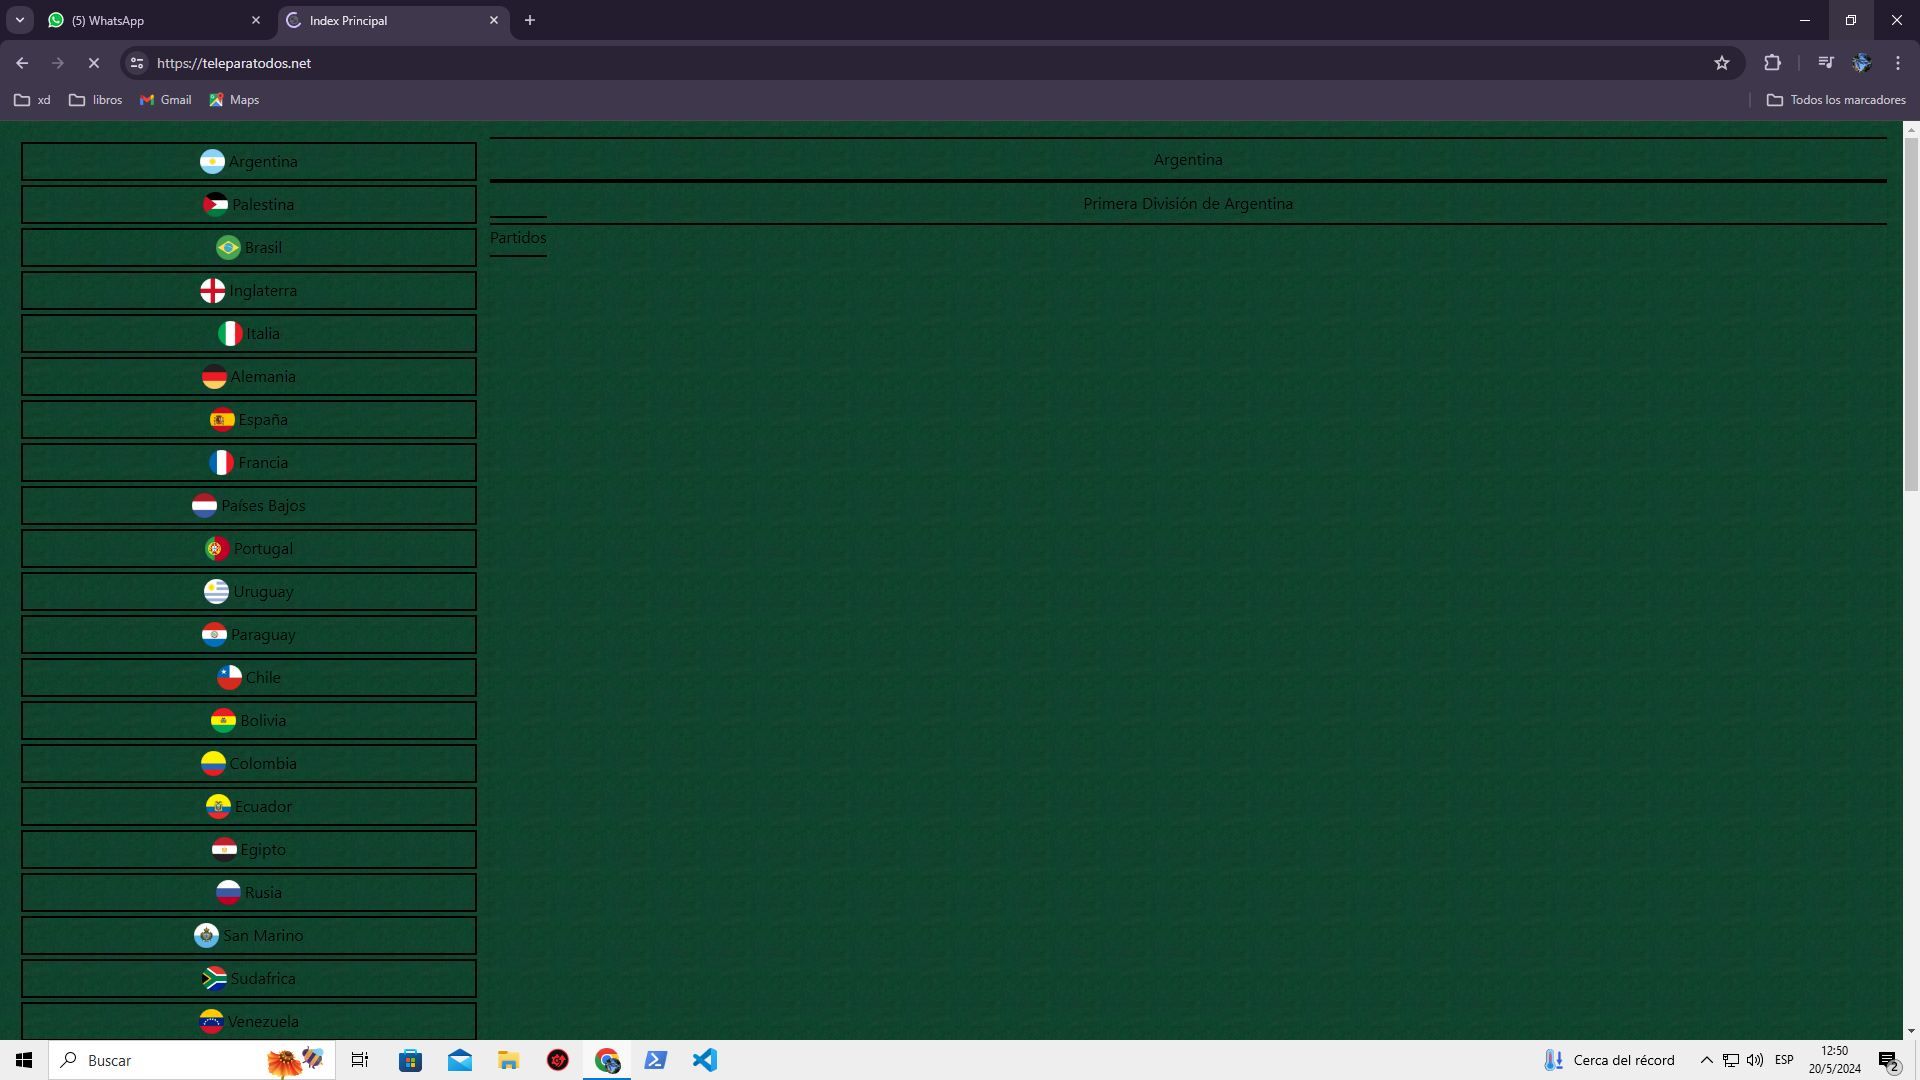 (5) WhatsApp
Index Principal
https://teleparatodos.net
xd
libros
Gmail
Maps
Todos los marcadores
Argentina
Palestina
Brasil
Inglaterra
Italia
Alemania
España
Francia
Países Bajos
Portugal
Uruguay
Paraguay
Chile
Bolivia
Colombia
Ecuador
Egipto
Rusia
San Marino
Sudafrica
Venezuela
Argentina
Primera División de Argentina
Partidos
Buscar
Cerca del récord
ESP
12:50
20/5/2024
2